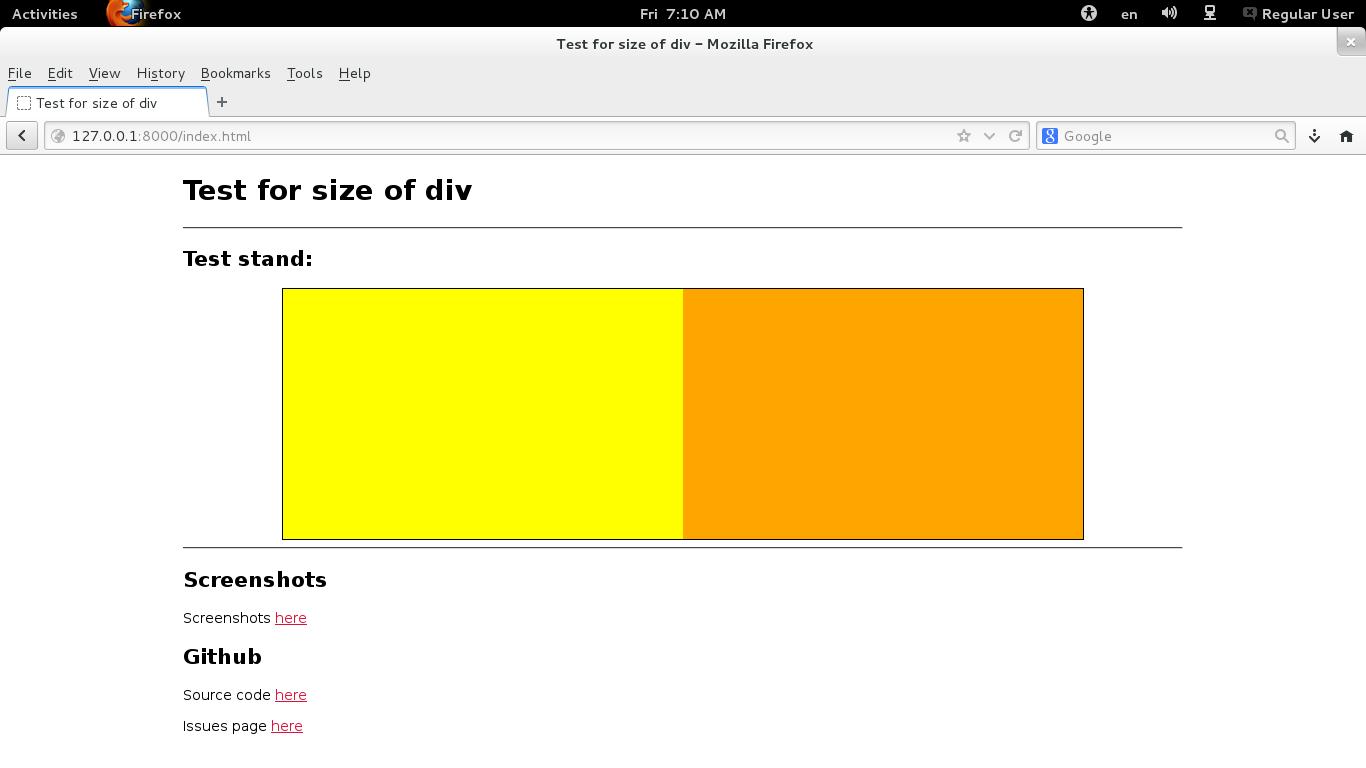 Activities Firefox Fri 7:10 AM en Regular User
Test for size of div – Mozilla Firefox
File Edit View History Bookmarks Tools Help
Test for size of div +
127.0.0.1:8000/index.html 8 Google
Test for size of div
Test stand:
Screenshots
Screenshots here
Github
Source code here
Issues page here